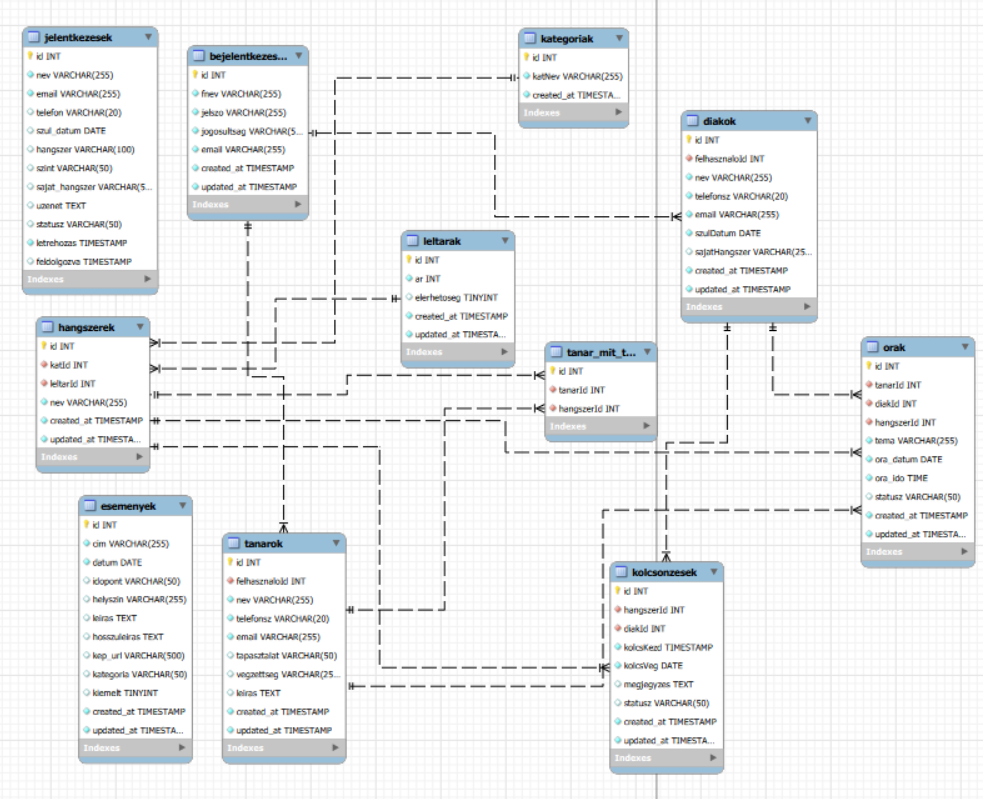 jelentkezesek
id INT
nev VARCHAR(255)
email VARCHAR(255)
telefon VARCHAR(20)
szul_datum DATE
hangszer VARCHAR(100)
szint VARCHAR(50)
sajat_hangszer VARCHAR(5...
uzenet TEXT
statusz VARCHAR(50)
letrehozas TIMESTAMP
feldolgozva TIMESTAMP
Indexes
bejelentkezes...
id INT
fnev VARCHAR(255)
jelszo VARCHAR(255)
jogosultsag VARCHAR(5...
email VARCHAR(255)
created_at TIMESTAMP
updated_at TIMESTAMP
Indexes
kategoriak
id INT
katNev VARCHAR(255)
created_at TIMESTA...
Indexes
diakok
id INT
felhasznaloId INT
nev VARCHAR(255)
telefonsz VARCHAR(20)
email VARCHAR(255)
szulDatum DATE
sajatHangszer VARCHAR(25...
created_at TIMESTAMP
updated_at TIMESTAMP
Indexes
leltarak
id INT
ar INT
elerhetoseg TINYINT
created_at TIMESTAMP
updated_at TIMESTA...
Indexes
hangszerek
id INT
katId INT
leltarId INT
nev VARCHAR(255)
created_at TIMESTAMP
updated_at TIMESTA...
Indexes
tanar_mit_t...
id INT
tanarId INT
hangszerId INT
Indexes
orak
id INT
tanarId INT
diakId INT
hangszerId INT
tema VARCHAR(255)
ora_datum DATE
ora_ido TIME
statusz VARCHAR(50)
created_at TIMESTAMP
updated_at TIMESTA...
Indexes
esemenyek
id INT
cim VARCHAR(255)
datum DATE
idopont VARCHAR(50)
helyszin VARCHAR(255)
leiras TEXT
hosszuleiras TEXT
kep_url VARCHAR(500)
kategoria VARCHAR(50)
kiemelt TINYINT
created_at TIMESTAMP
updated_at TIMESTA...
Indexes
tanarok
id INT
felhasznaloId INT
nev VARCHAR(255)
telefonsz VARCHAR(20)
email VARCHAR(255)
tapasztalat VARCHAR(50)
vegzettseg VARCHAR(25...
leiras TEXT
created_at TIMESTAMP
updated_at TIMESTA...
Indexes
kolcsonzesek
id INT
hangszerId INT
diakId INT
kolcsKezd TIMESTAMP
kolcsVeg DATE
megjegyzes TEXT
statusz VARCHAR(50)
created_at TIMESTAMP
updated_at TIMESTA...
Indexes